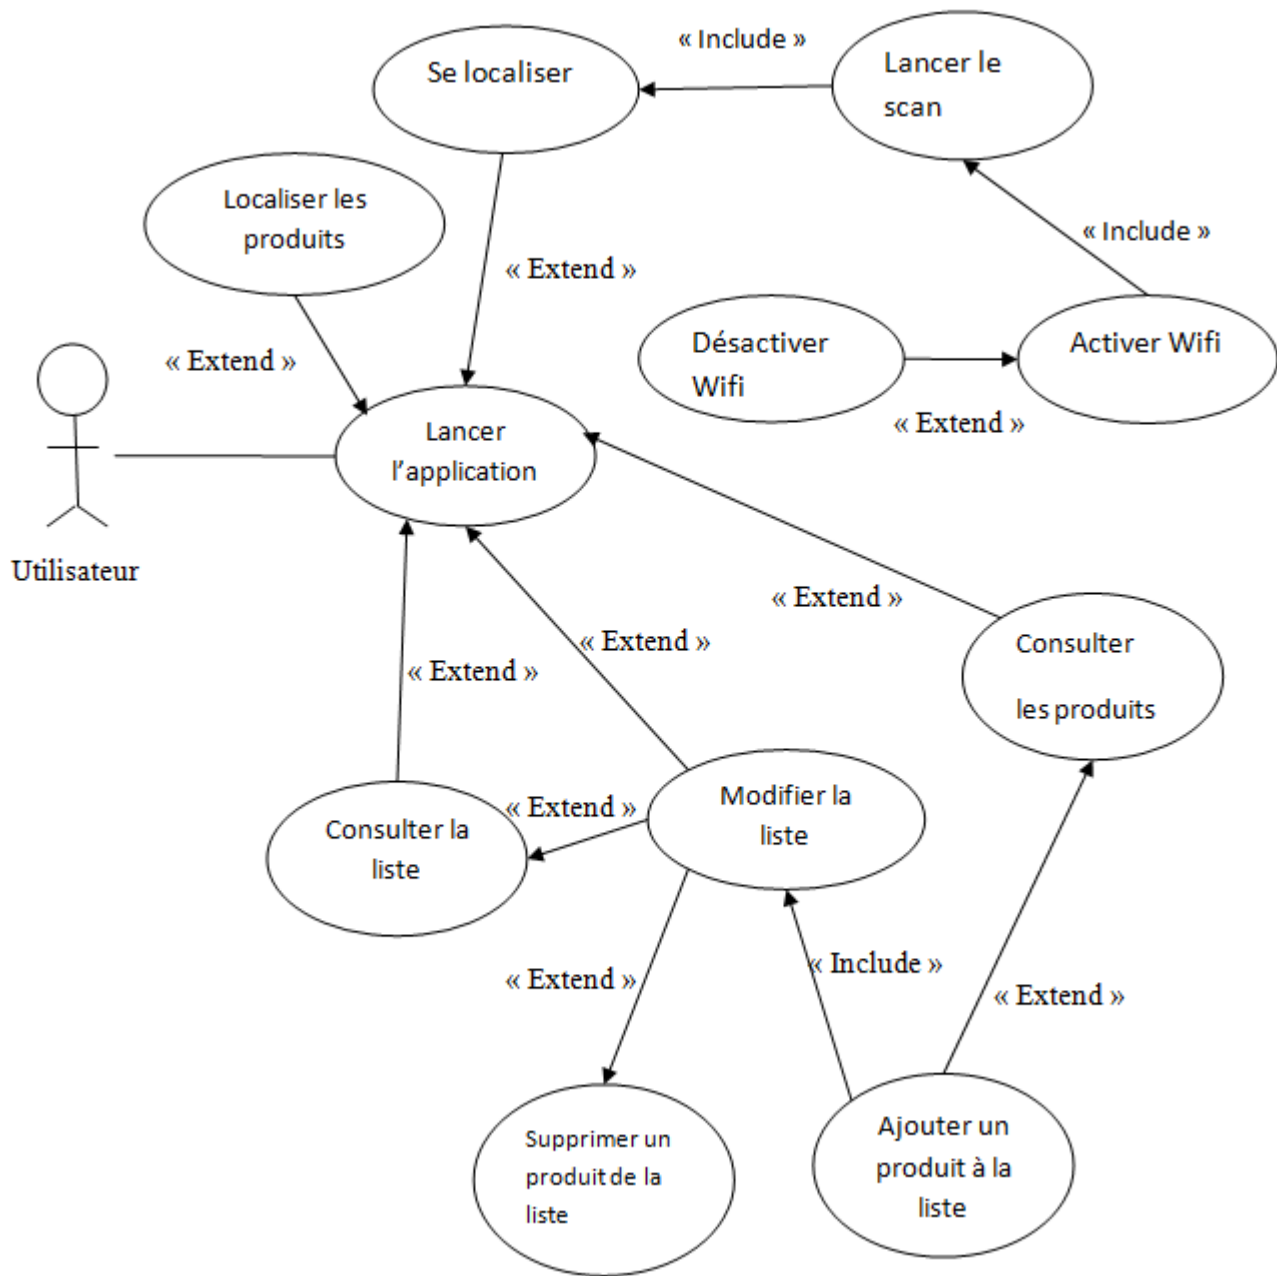 « Include »
Se localiser
Lancer le
scan
Localiser les
produits
« Include »
« Extend »
« Extend »
Désactiver
Wifi
Activer Wifi
« Extend »
Lancer
l’application
Utilisateur
« Extend »
« Extend »
« Extend »
Consulter
les produits
« Extend »
Modifier la
liste
Consulter la
liste
« Extend »
« Include »
« Extend »
Supprimer un
produit de la
liste
Ajouter un
produit à la
liste